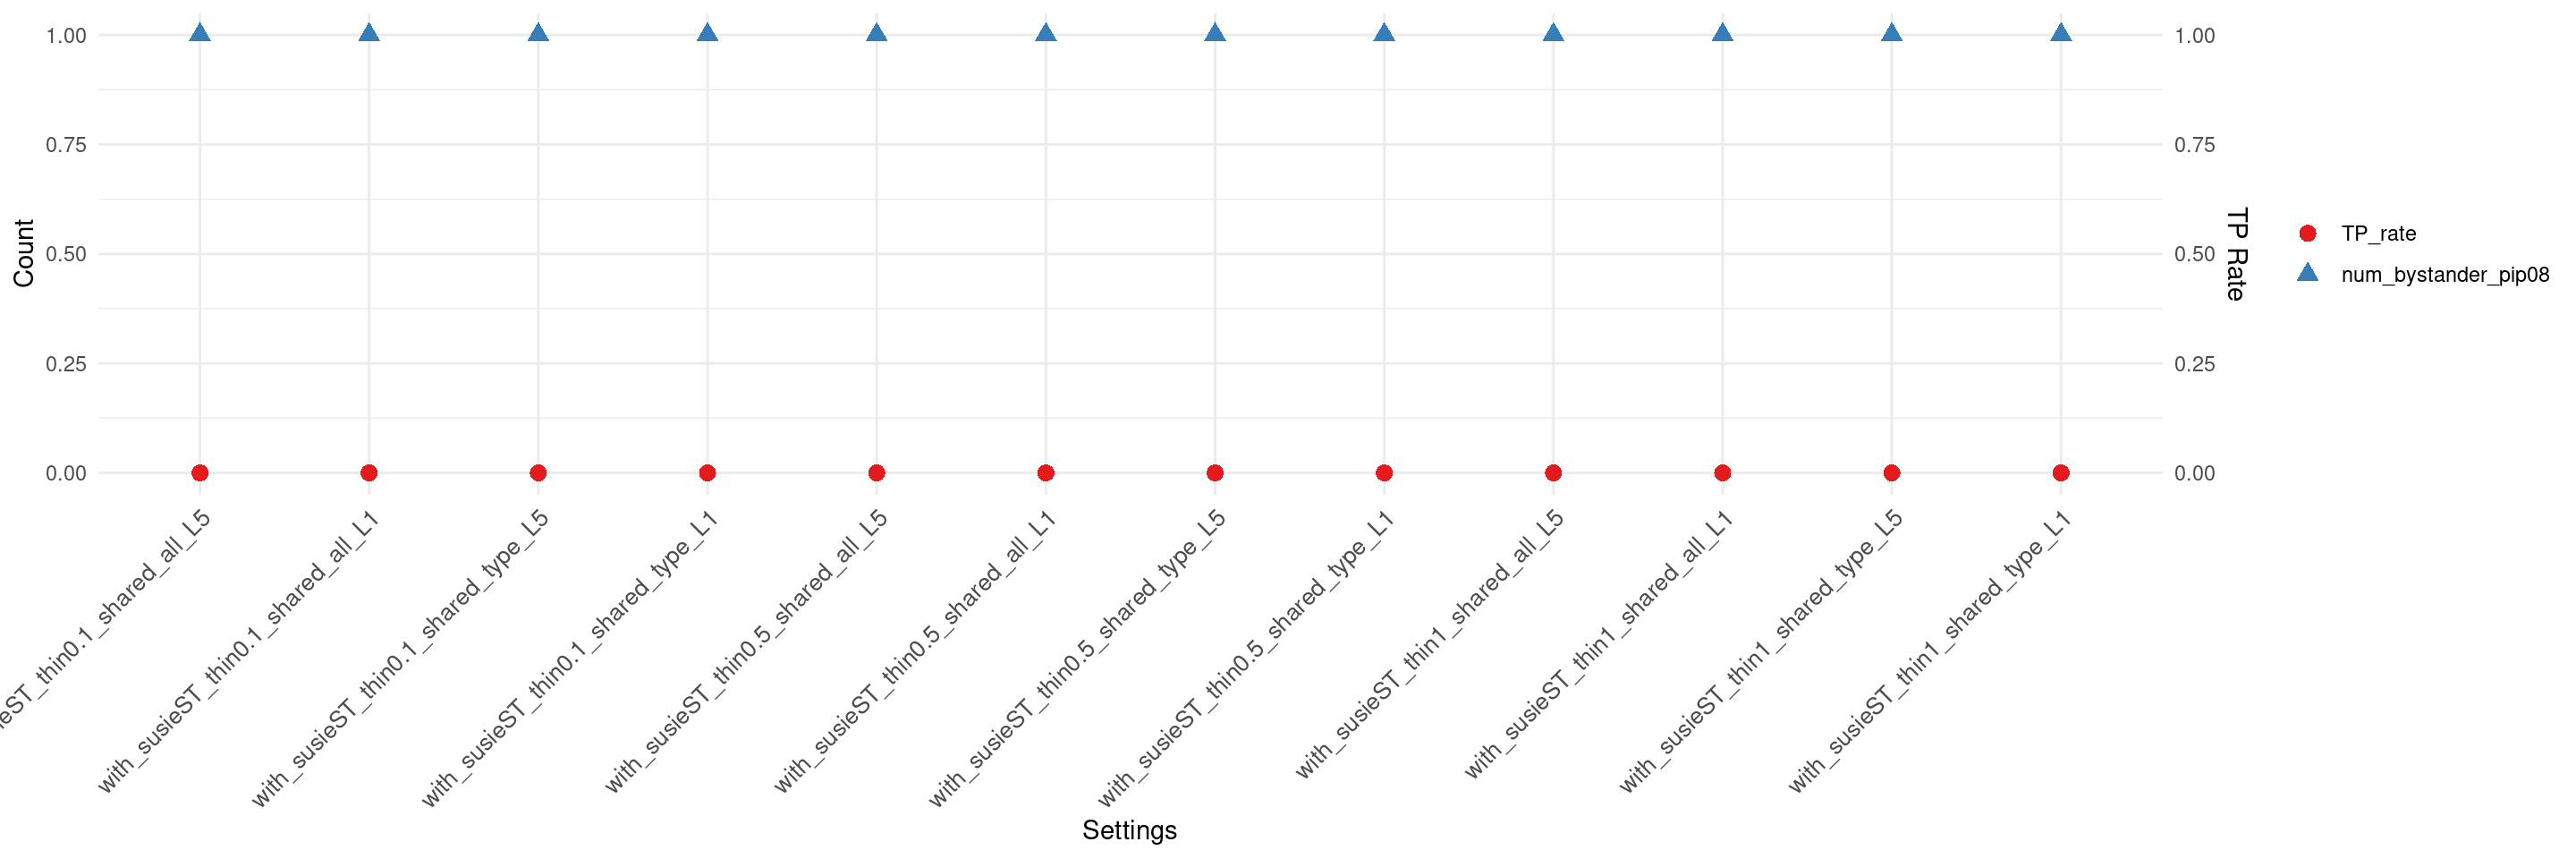 1.00
0.75
0.50
0.25
0.00
Count
1.00
0.75
0.50
0.25
0.00
TP Rate
TP_rate
num_bystander_pip08
ieST_thin0.1_shared_all_L5
with_susieST_thin0.1_shared_all_L1
with_susieST_thin0.1_shared_type_L5
with_susieST_thin0.1_shared_type_L1
with_susieST_thin0.5_shared_all_L5
with_susieST_thin0.5_shared_all_L1
with_susieST_thin0.5_shared_type_L5
with_susieST_thin0.5_shared_type_L1
with_susieST_thin1_shared_all_L5
with_susieST_thin1_shared_all_L1
with_susieST_thin1_shared_type_L5
with_susieST_thin1_shared_type_L1
Settings